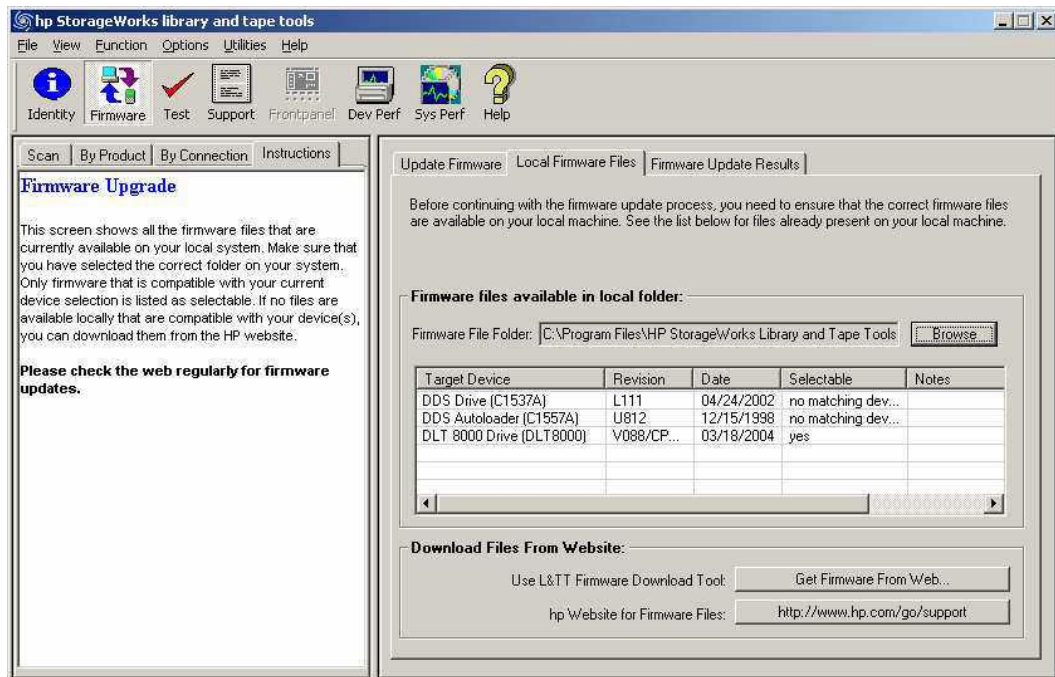 hp StorageWorks library and tape tools
File View Function Options Utilities Help
Identity Firmware Test Support Frontpanel Dev Perf Sys Perf Help
Scan By Product By Connection Instructions
Firmware Upgrade
This screen shows all the firmware files that are
currently available on your local system. Make sure that
you have selected the correct folder on your system.
Only firmware that is compatible with your current
device selection is listed as selectable. If no files are
available locally that are compatible with your device(s),
you can download them from the HP website.
Please check the web regularly for firmware
updates.
Update Firmware Local Firmware Files Firmware Update Results
Before continuing with the firmware update process, you need to ensure that the correct firmware files
are available on your local machine. See the list below for files already present on your local machine.
Firmware files available in local folder:
Firmware File Folder: C:\Program Files\HP StorageWorks Library and Tape Tools Browse
Target Device Revision Date Selectable Notes
DDS Drive (C1537A) L111 04/24/2002 no matching dev...
DDS Autoloader (C1557A) U812 12/15/1998 no matching dev...
DLT 8000 Drive (DLT8000) V088/CP... 03/18/2004 yes
Download Files From Website:
Use L&TT Firmware Download Tool: Get Firmware From Web...
hp Website for Firmware Files: http://www.hp.com/go/support